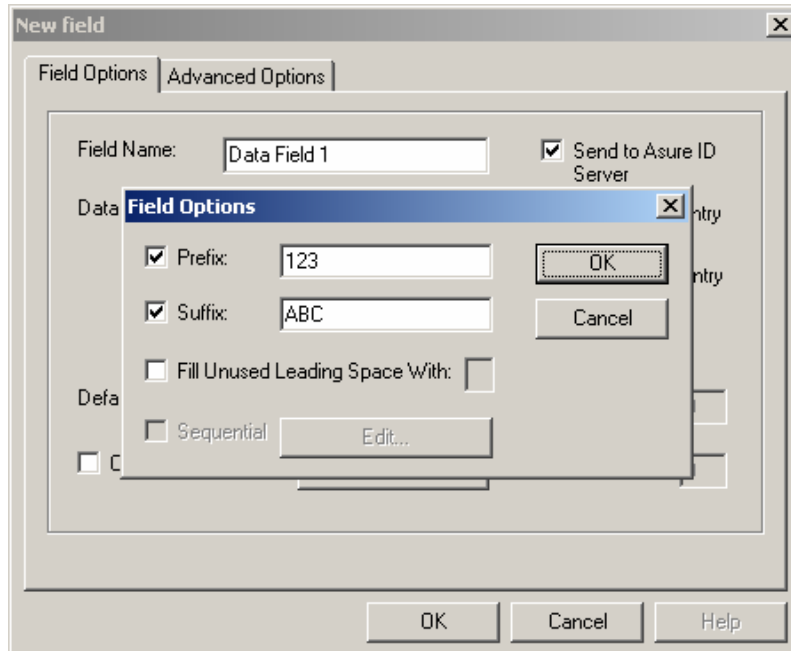 New field
Field Options Advanced Options
Field Name: Data Field 1 Send to Asure ID
Server
Data
Field Options
ntry
Prefix: 123 OK
ntry
Suffix: ABC Cancel
Fill Unused Leading Space With:
Defa
Sequential Edit...
OK Cancel Help